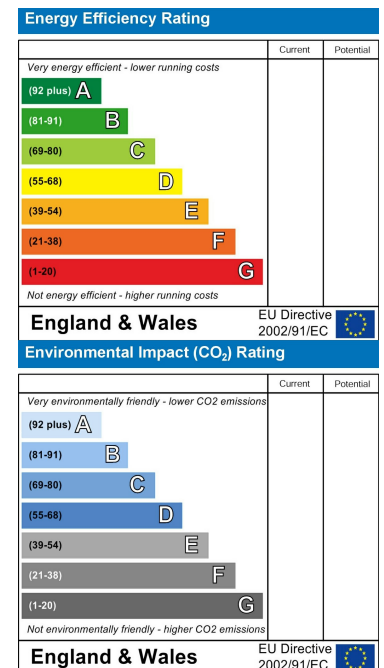 Energy Efficiency Rating
Current Potential
Very energy efficient - lower running costs
(92 plus) A
(81-91) B
(69-80) C
(55-68) D
(39-54) E
(21-38) F
(1-20) G
Not energy efficient - higher running costs
England & Wales EU Directive
2002/91/EC
Environmental Impact (CO₂) Rating
Current Potential
Very environmentally friendly - lower CO2 emissions
(92 plus) A
(81-91) B
(69-80) C
(55-68) D
(39-54) E
(21-38) F
(1-20) G
Not environmentally friendly - higher CO2 emissions
England & Wales EU Directive
2002/91/EC